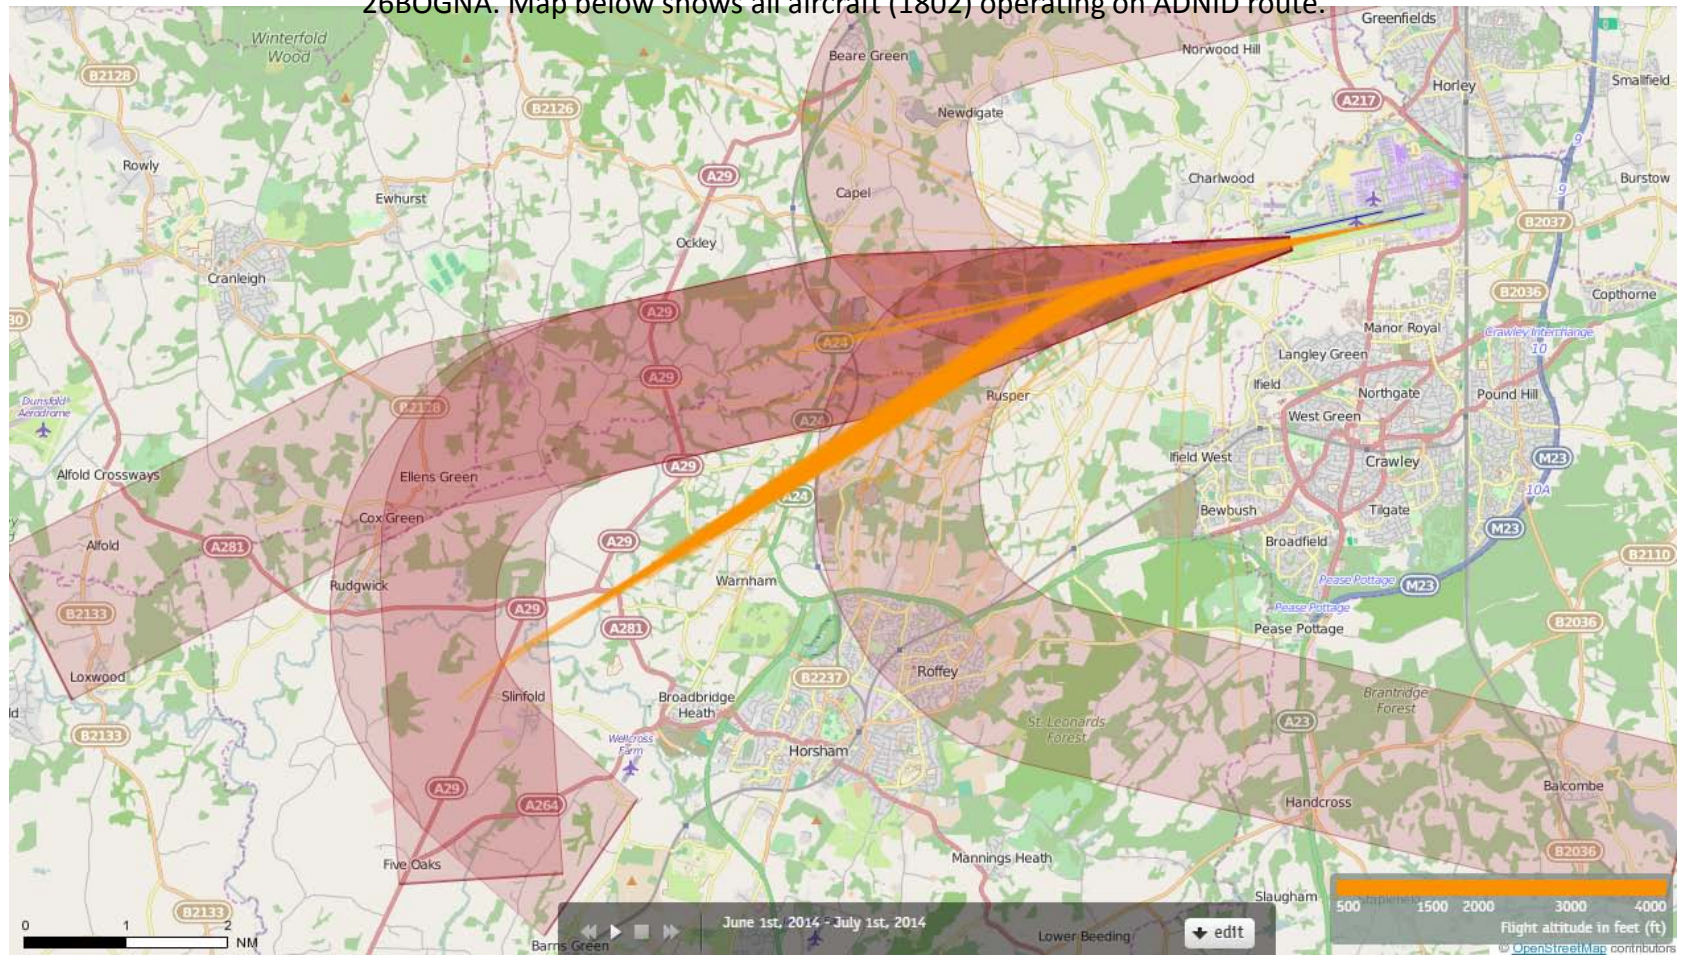 26BOGNA. Map below shows all aircraft (1802) operating on ADNID route.
Greenfields
Winterfold
Wood
Beare Green
Norwood Hill
B2128
Horley
Smallfield
B2126
A217
Newdigate
9
Rowly
A29
Charlwood
Burstow
Ewhurst
Capel
9
B2037
Ockley
Cranleigh
B2036
Copthorne
30
A29
Manor Royal
Crawley Interchange
10
A24
Langley Green
A29
Ifield
Northgate
Pound Hill
Dunsfold
Aerodrome
B2128
Rusper
West Green
A24
Alfold Crossways
Ellens Green
A29
Ifield West
Crawley
M23
10A
A24
Cox Green
Bewbush
Tilgate
M23
Alfold
A281
A29
Broadfield
B2110
Rudgwick
Warnham
Pease Pottage
M23
B2133
A29
Pease Pottage
A281
Pease Pottage
B2036
Loxwood
B2237
Roffey
Slinfold
Broadbridge
Heath
Brantridge
Forest
St. Leonards
Forest
A23
B2133
Wellcross
Farm
Horsham
A29
A264
Handcross
Balcombe
Five Oaks
Mannings Heath
B2036
Slaugham
Staplefield
B2133
500 1500 2000 3000 4000
0 1 2 NM
June 1st, 2014 - July 1st, 2014
edit
Flight altitude in feet (ft)
Barns Green
Lower Beeding
© OpenStreetMap contributors